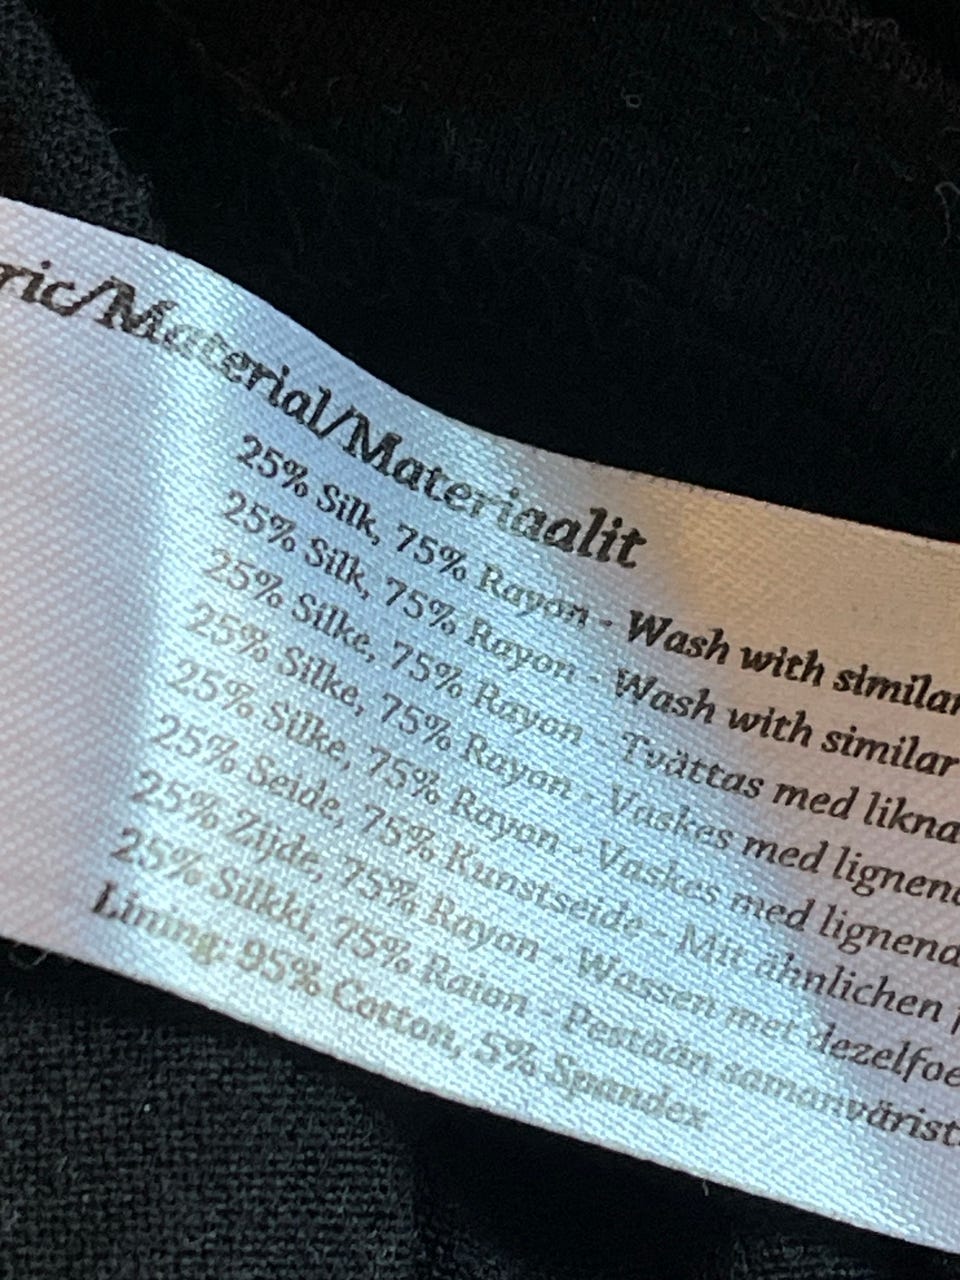 ric/Material/Materiaalit
25% Silk, 75% Rayon - Wash with similar
25% Silk, 75% Rayon - Wash with similar
25% Silke, 75% Rayon - Tvättas med likna
25% Silke, 75% Rayon - Vaskes med lignend
25% Silke, 75% Rayon - Vaskes med lignend
25% Seide, 75% Kunstseide - Mit ähnlichen
25% Zijde, 75% Rayon - Wassen met dezelfde
25% Silkki, 75% Raion - Pestään samanvärist
Lining: 95% Cotton, 5% Spandex